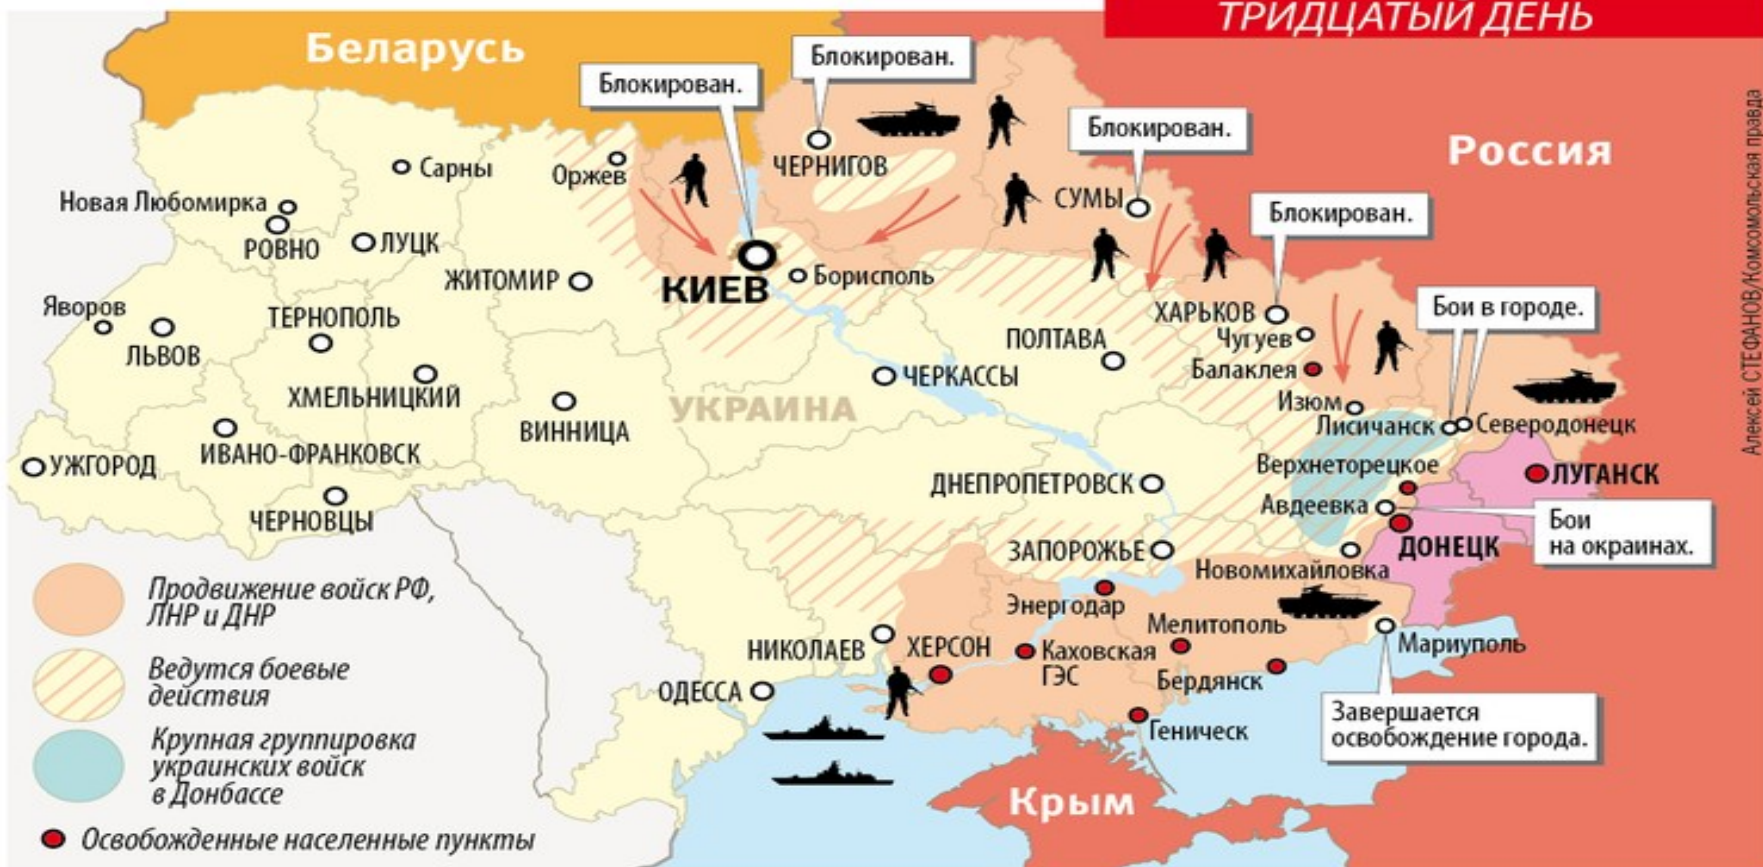 ТРИДЦАТЫЙ ДЕНЬ
Беларусь
Россия
Алексей СТЕФАНОВ/Комсомольская правда
Блокирован.
Блокирован.
Блокирован.
Блокирован.
Бои в городе.
ЧЕРНИГОВ
Сарны
Оржев
Новая Любомирка
РОВНО
ЛУЦК
СУМЫ
ЖИТОМИР
КИЕВ
Борисполь
Яворов
ЛЬВОВ
ТЕРНОПОЛЬ
ХАРЬКОВ
Чугуев
ПОЛТАВА
Балаклея
ХМЕЛЬНИЦКИЙ
ЧЕРКАССЫ
УКРАИНА
Изюм
ВИННИЦА
Лисичанск
Северодонецк
ИВАНО-ФРАНКОВСК
УЖГОРОД
Верхнеторецкое
ЛУГАНСК
ДНЕПРОПЕТРОВСК
Авдеевка
ЧЕРНОВЦЫ
Бои
на окраинах.
ДОНЕЦК
ЗАПОРОЖЬЕ
Новомихайловка
Энергодар
Мелитополь
НИКОЛАЕВ
ХЕРСОН
Каховская
ГЭС
Мариуполь
Бердянск
ОДЕССА
Геническ
Завершается
освобождение города.
Крым
Продвижение войск РФ,
ЛНР и ДНР
Ведутся боевые
действия
Крупная группировка
украинских войск
в Донбассе
Освобожденные населенные пункты